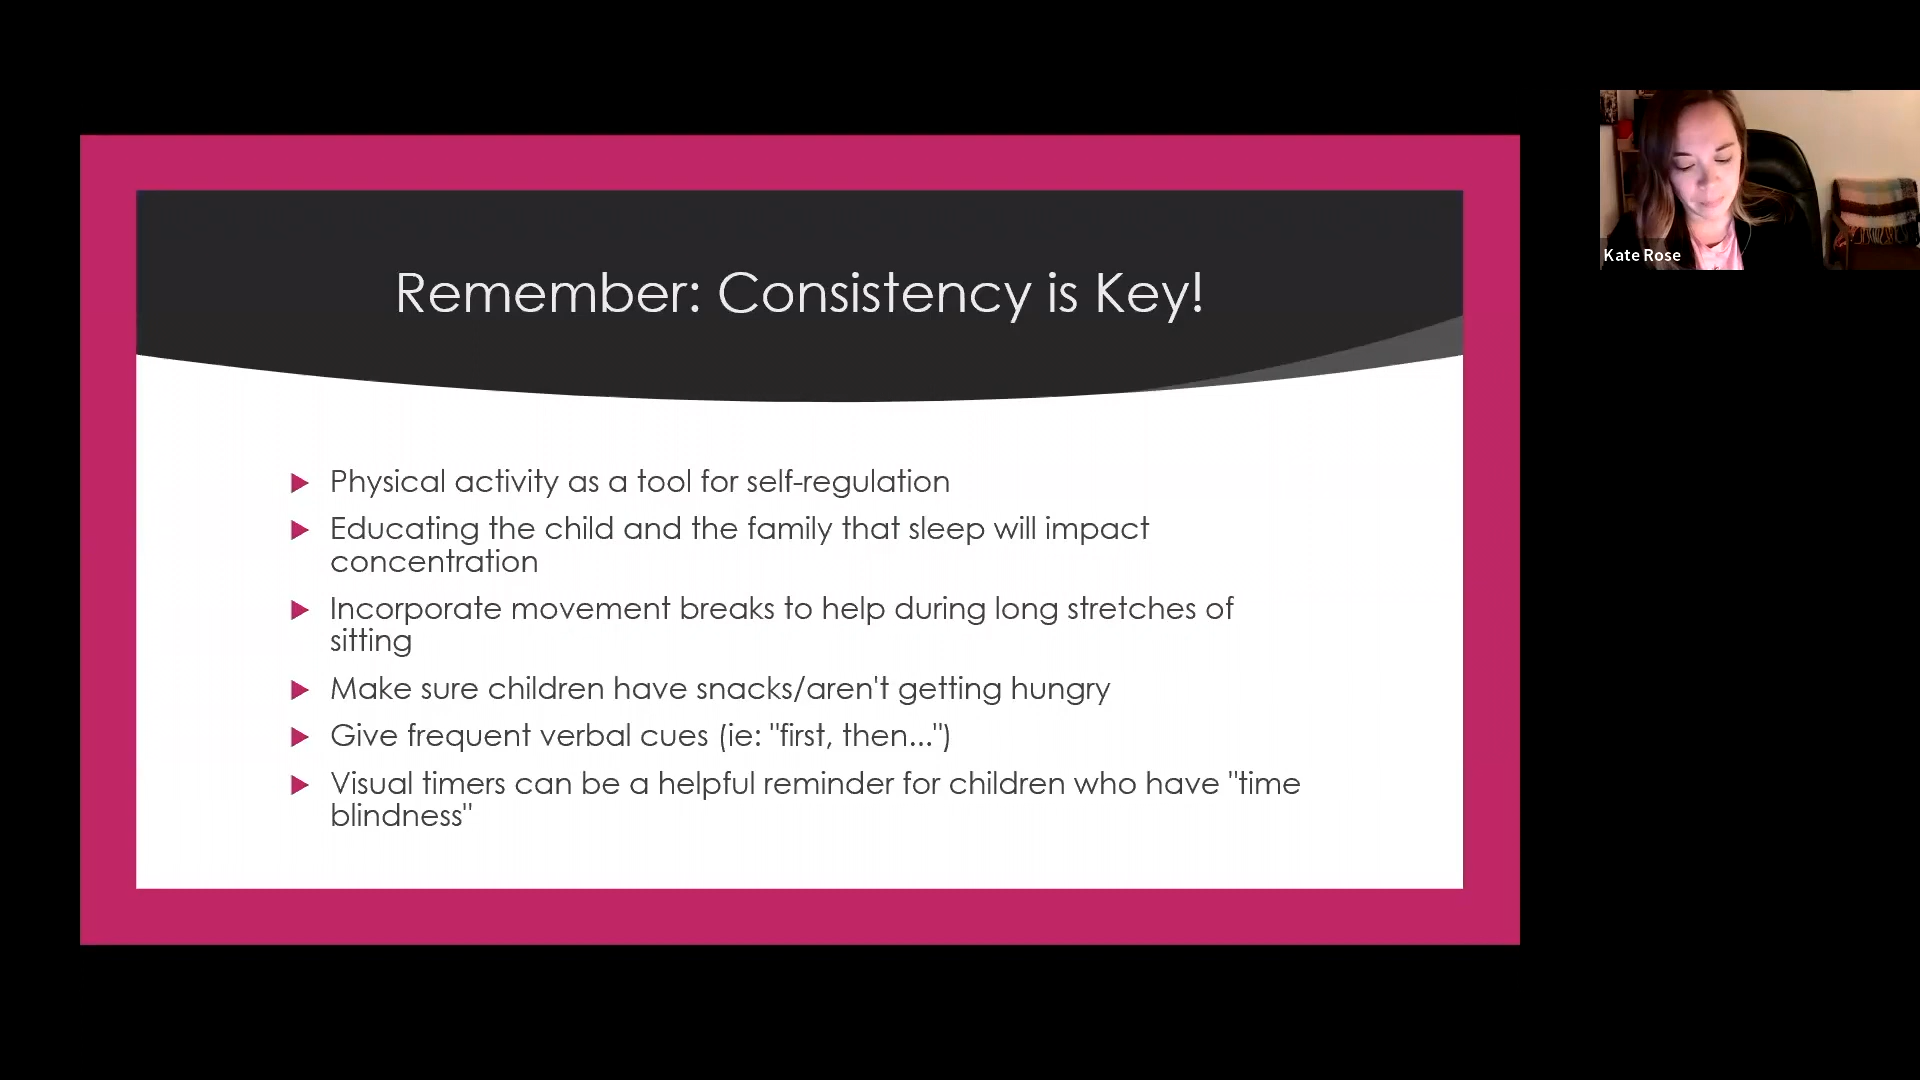 Remember: Consistency is Key!
Physical activity as a tool for self-regulation
Educating the child and the family that sleep will impact
concentration
Incorporate movement breaks to help during long stretches of
sitting
Make sure children have snacks/aren't getting hungry
Give frequent verbal cues (ie: "first, then...")
Visual timers can be a helpful reminder for children who have "time
blindness"
Kate Rose